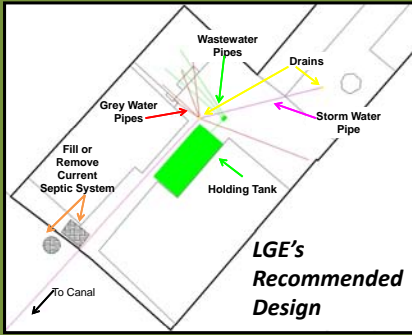 Wastewater
Pipes
Drains
Grey Water
Pipes
Storm Water
Pipe
Fill or
Remove
Current
Septic System
Holding Tank
To Canal
LGE's
Recommended
Design